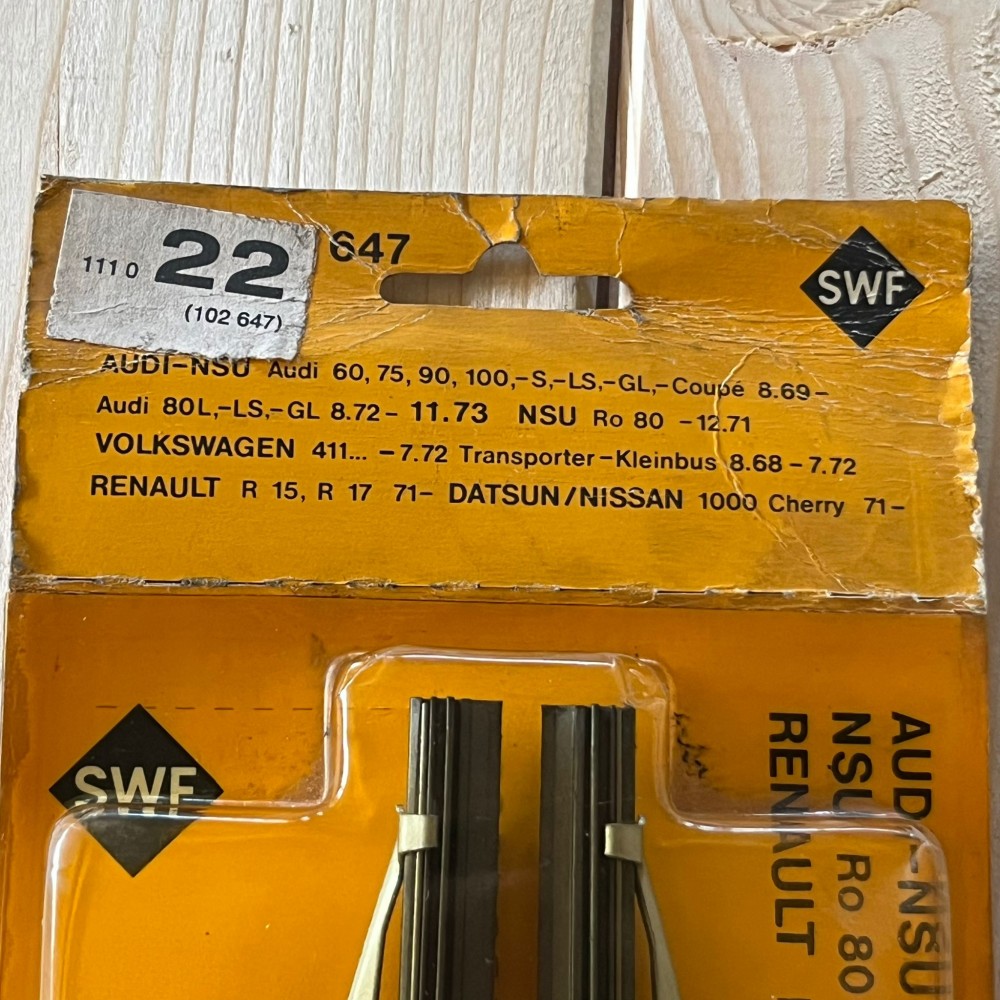 111 0 22
(102 647)
647
SWF
AUDI-NSU Audi 60, 75, 90, 100,-S,-LS,-GL,-Coupé 8.69-
Audi 80L,-LS,-GL 8.72- 11.73 NSU Ro 80 -12.71
VOLKSWAGEN 411... -7.72 Transporter-Kleinbus 8.68-7.72
RENAULT R 15, R 17 71- DATSUN/NISSAN 1000 Cherry 71-
SWF
AUDI-NSU
NSU Ro 80
RENAULT